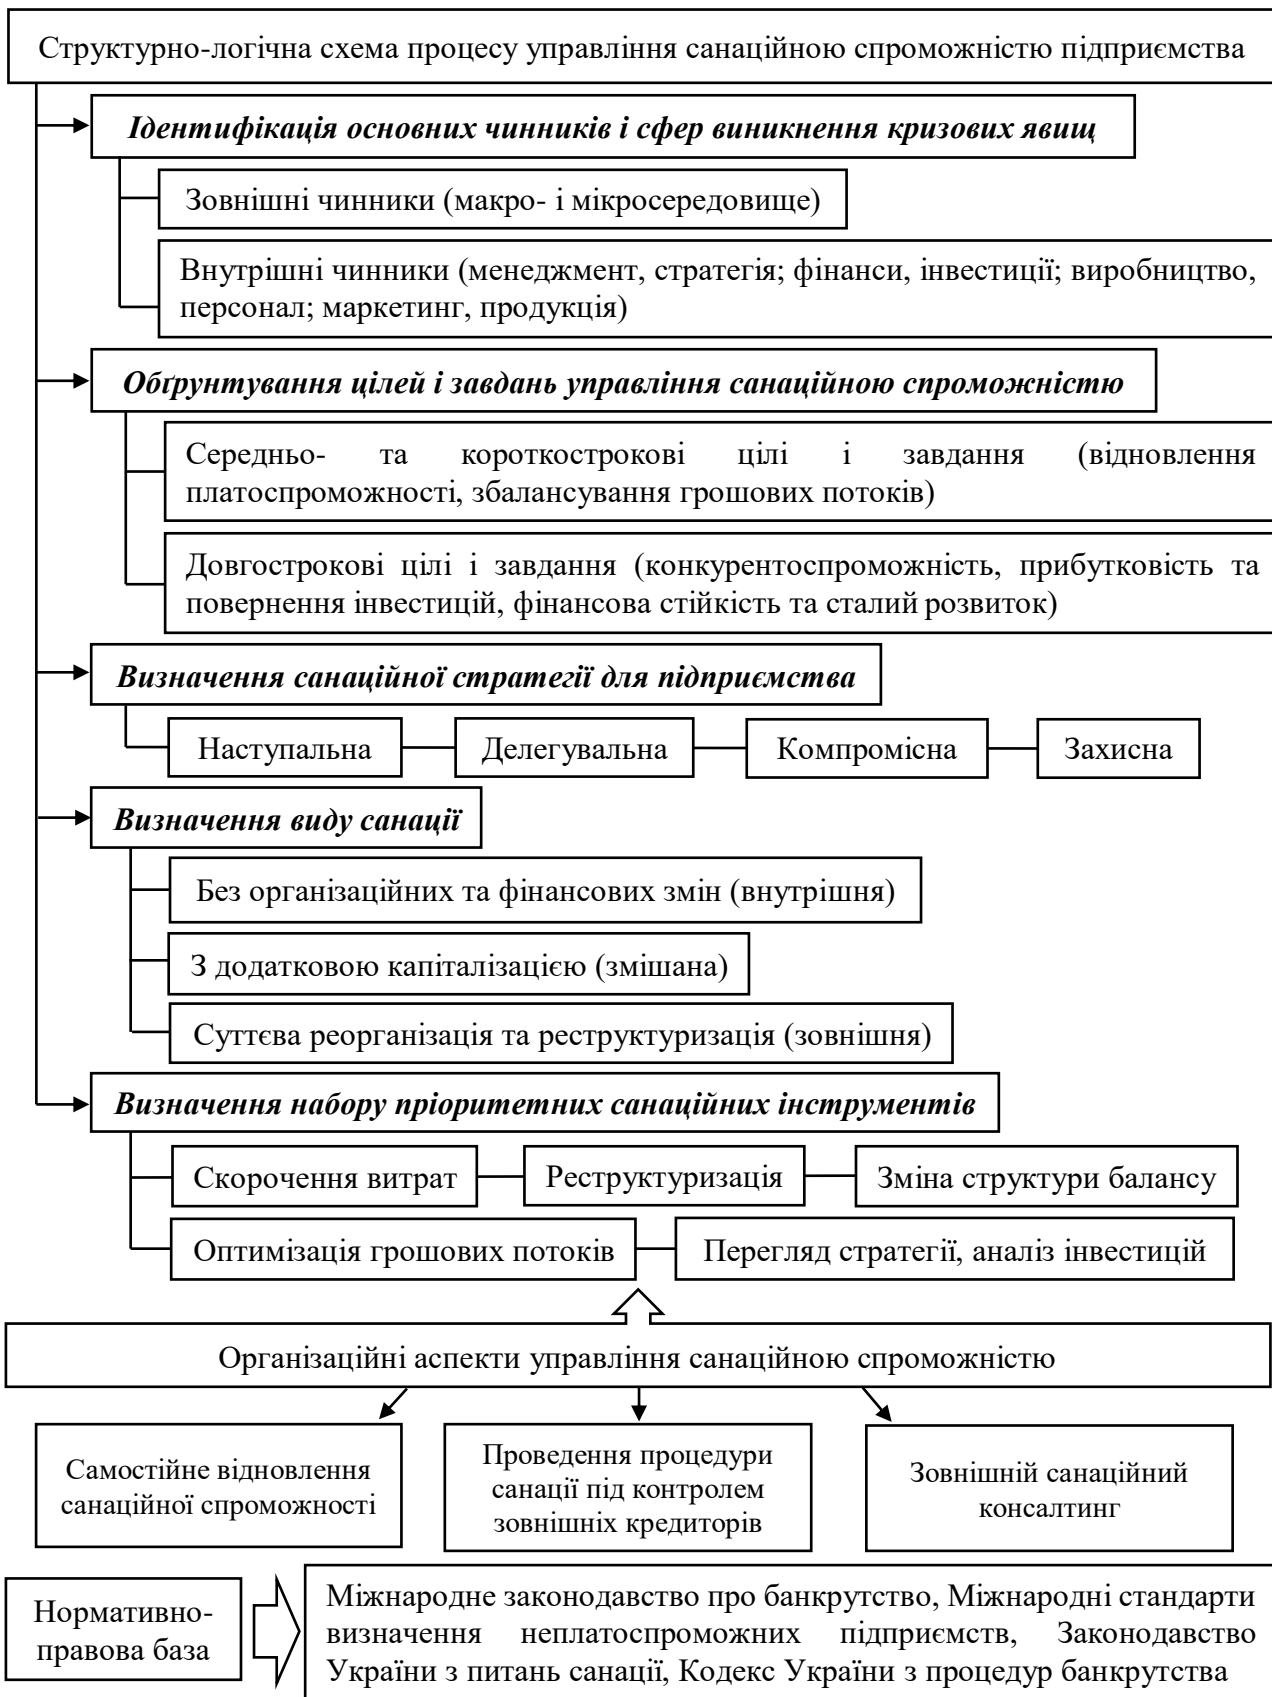 Структурно-логічна схема процесу управління санаційною спроможністю підприємства
Ідентифікація основних чинників і сфер виникнення кризових явищ
Зовнішні чинники (макро- і мікросередовище)
Внутрішні чинники (менеджмент, стратегія; фінанси, інвестиції; виробництво,
персонал; маркетинг, продукція)
Обґрунтування цілей і завдань управління санаційною спроможністю
Середньо- та короткострокові цілі і завдання (відновлення
платоспроможності, збалансування грошових потоків)
Довгострокові цілі і завдання (конкурентоспроможність, прибутковість та
повернення інвестицій, фінансова стійкість та сталий розвиток)
Визначення санаційної стратегії для підприємства
Наступальна Делегувальна Компромісна Захисна
Визначення виду санації
Без організаційних та фінансових змін (внутрішня)
З додатковою капіталізацією (змішана)
Суттєва реорганізація та реструктуризація (зовнішня)
Визначення набору пріоритетних санаційних інструментів
Скорочення витрат Реструктуризація Зміна структури балансу
Оптимізація грошових потоків Перегляд стратегії, аналіз інвестицій
Організаційні аспекти управління санаційною спроможністю
Самостійне відновлення
санаційної спроможності
Проведення процедури
санації під контролем
зовнішніх кредиторів
Зовнішній санаційний
консалтинг
Нормативно-
правова база
Міжнародне законодавство про банкрутство, Міжнародні стандарти
визначення неплатоспроможних підприємств, Законодавство
України з питань санації, Кодекс України з процедур банкрутства